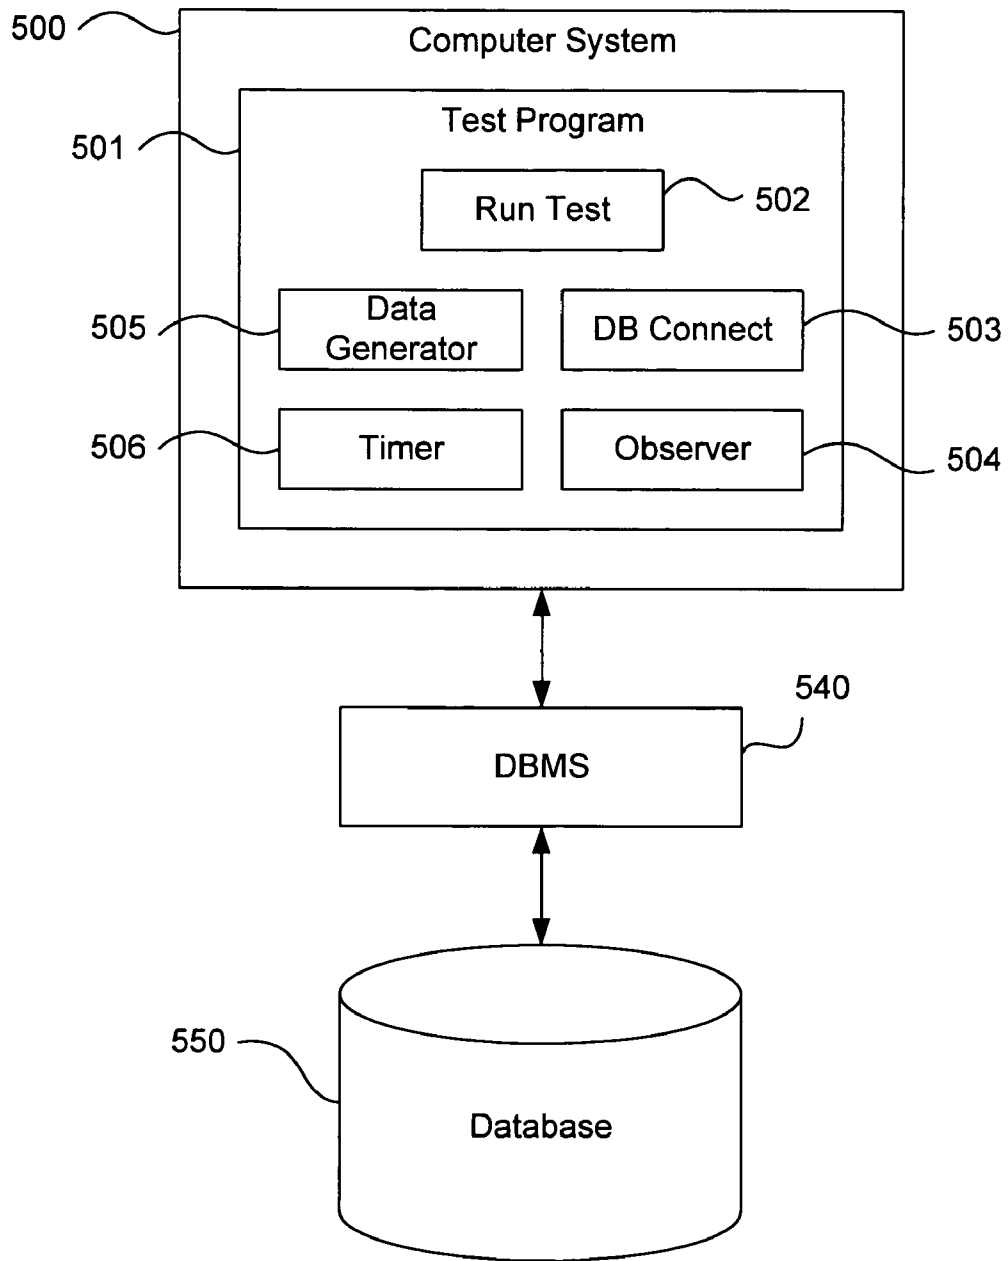 500
Computer System
Test Program
501
Run Test
502
505
Data
Generator
DB Connect
503
506
Timer
Observer
504
540
DBMS
550
Database